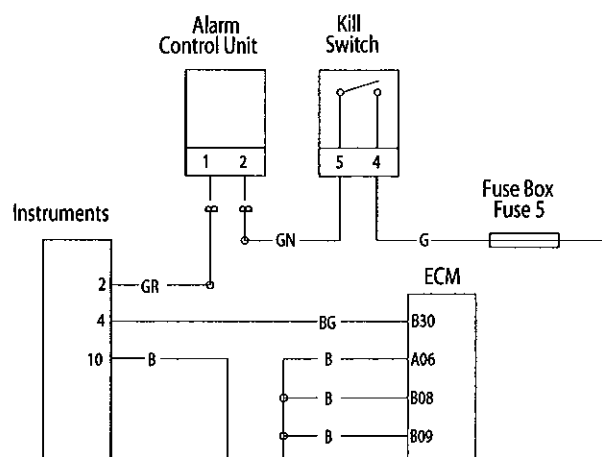 Alarm
Control Unit
Kill
Switch
1 2
5 4
Fuse Box
Fuse 5
Instruments
GN
G
2
GR
ECM
4
BG
B30
10
B
B
A06
B
B08
B
B09